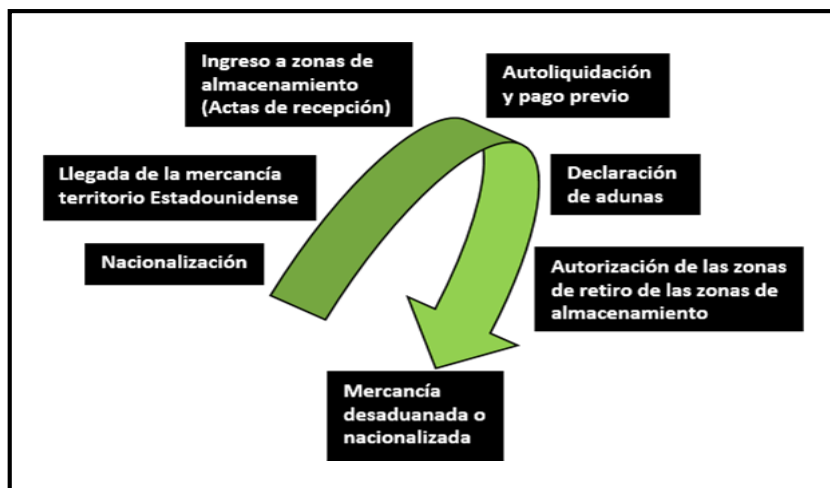 Ingreso a zonas de
almacenamiento
(Actas de recepción)
Autoliquidación
y pago previo
Llegada de la mercancía
territorio Estadounidense
Declaración
de adunas
Nacionalización
Autorización de las zonas
de retiro de las zonas de
almacenamiento
Mercancía
desaduanada o
nacionalizada